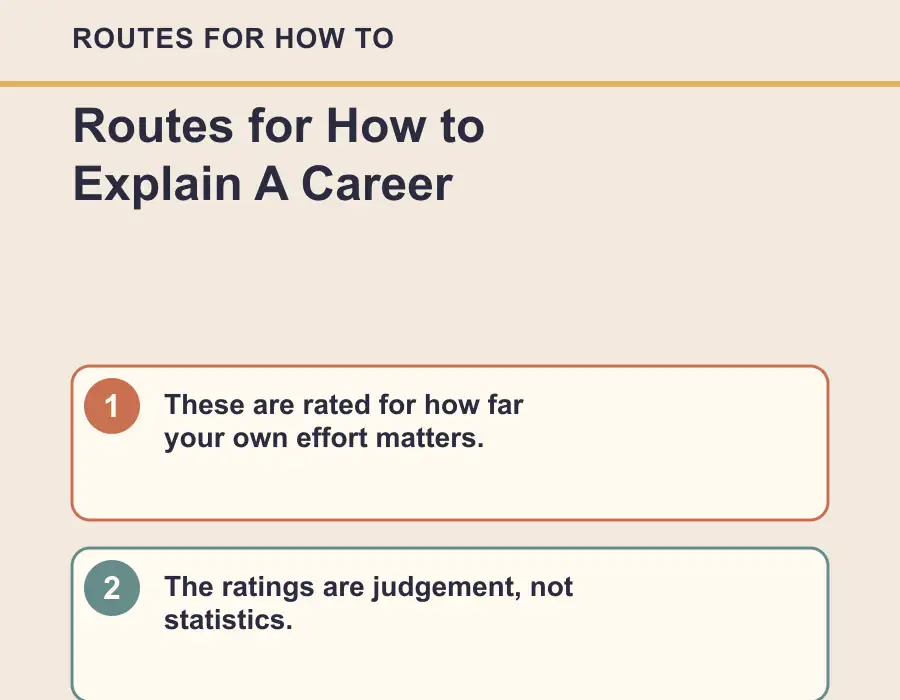 ROUTES FOR HOW TO
Routes for How to
Explain A Career
1
These are rated for how far
your own effort matters.
2
The ratings are judgement, not
statistics.